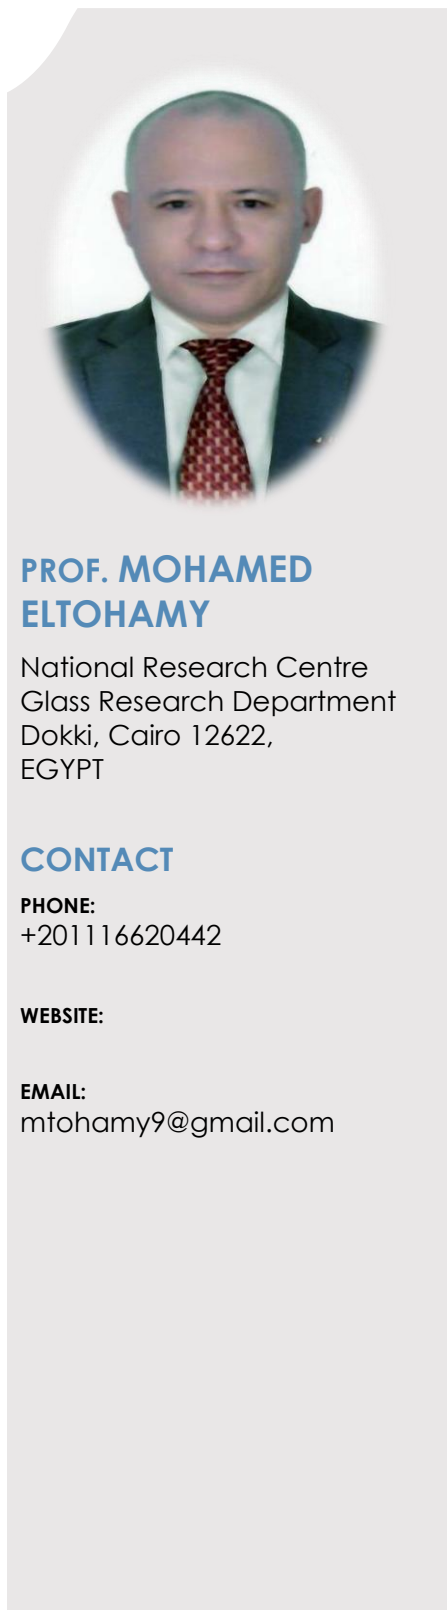 PROF. MOHAMED
ELTOHAMY
National Research Centre
Glass Research Department
Dokki, Cairo 12622,
EGYPT
CONTACT
PHONE:
+201116620442
WEBSITE:
EMAIL:
mtohamy9@gmail.com